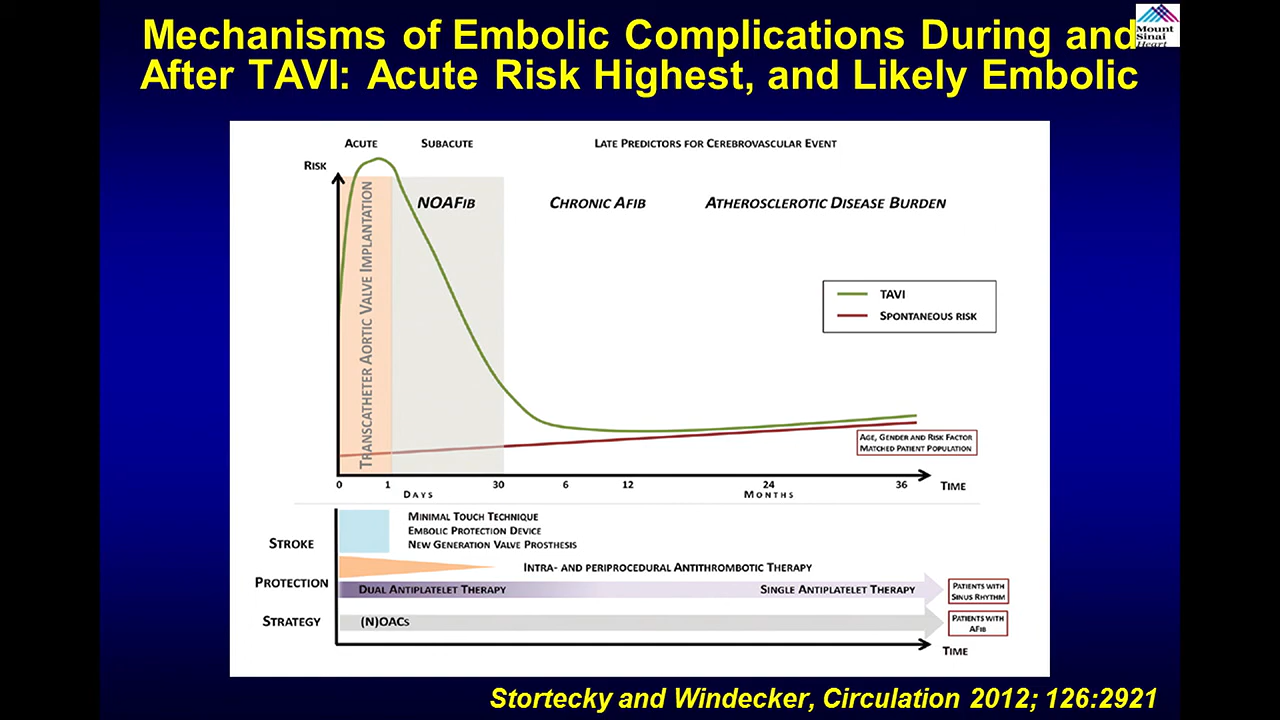 Mechanisms of Embolic Complications During and
After TAVI: Acute Risk Highest, and Likely Embolic
Mount
Sinai
Heart
ACUTE
SUBACUTE
LATE PREDICTORS FOR CEREBROVASCULAR EVENT
RISK
TRANSCATHETER AORTIC VALVE IMPLANTATION
NOAFIB
CHRONIC AFIB
ATHEROSCLEROTIC DISEASE BURDEN
TAVI
SPONTANEOUS RISK
AGE, GENDER AND RISK FACTOR
MATCHED PATIENT POPULATION
0 1 30 6 12 24 36 TIME
DAYS MONTHS
STROKE
PROTECTION
STRATEGY
MINIMAL TOUCH TECHNIQUE
EMBOLIC PROTECTION DEVICE
NEW GENERATION VALVE PROSTHESIS
INTRA- AND PERIPROCEDURAL ANTITHROMBOTIC THERAPY
DUAL ANTIPLATELET THERAPY
SINGLE ANTIPLATELET THERAPY
PATIENTS WITH
SINUS RHYTHM
(N)OACS
PATIENTS WITH
AFIB
TIME
Stortecky and Windecker, Circulation 2012; 126:2921